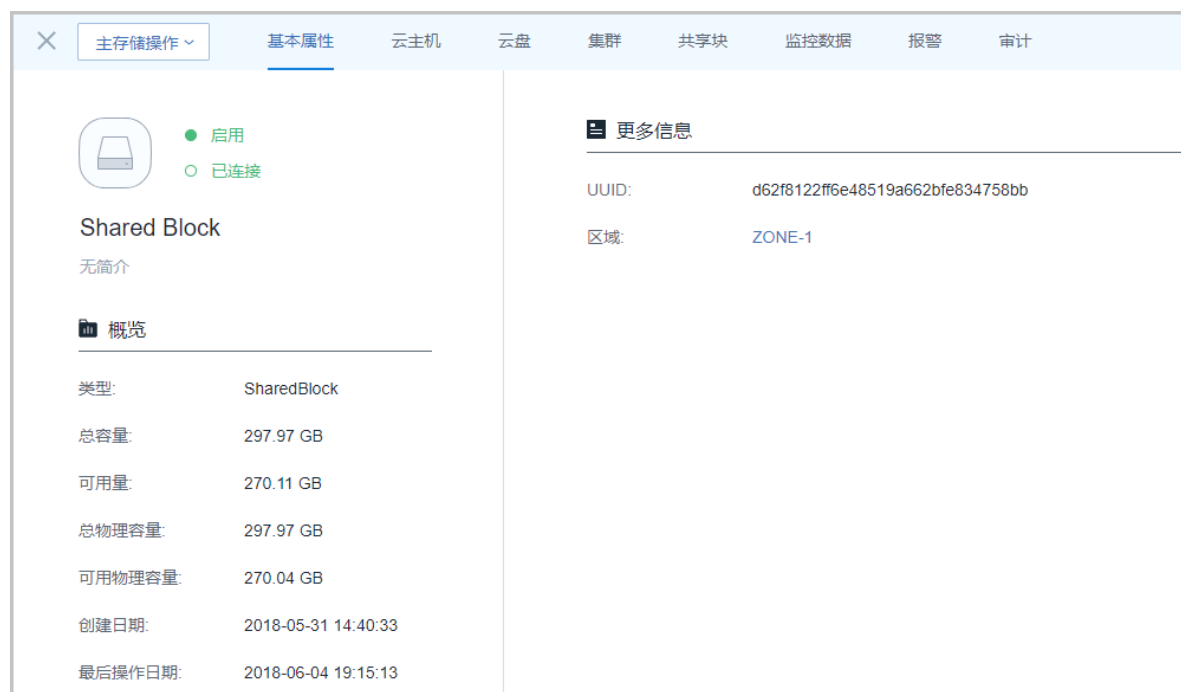 主存储操作 基本属性 云主机 云盘 集群 共享块 监控数据 报警 审计
启用
已连接
Shared Block
无简介
概览
类型: SharedBlock
总容量: 297.97 GB
可用量: 270.11 GB
总物理容量: 297.97 GB
可用物理容量: 270.04 GB
创建日期: 2018-05-31 14:40:33
最后操作日期: 2018-06-04 19:15:13
更多信息
UUID: d62f8122ff6e48519a662bfe834758bb
区域: ZONE-1